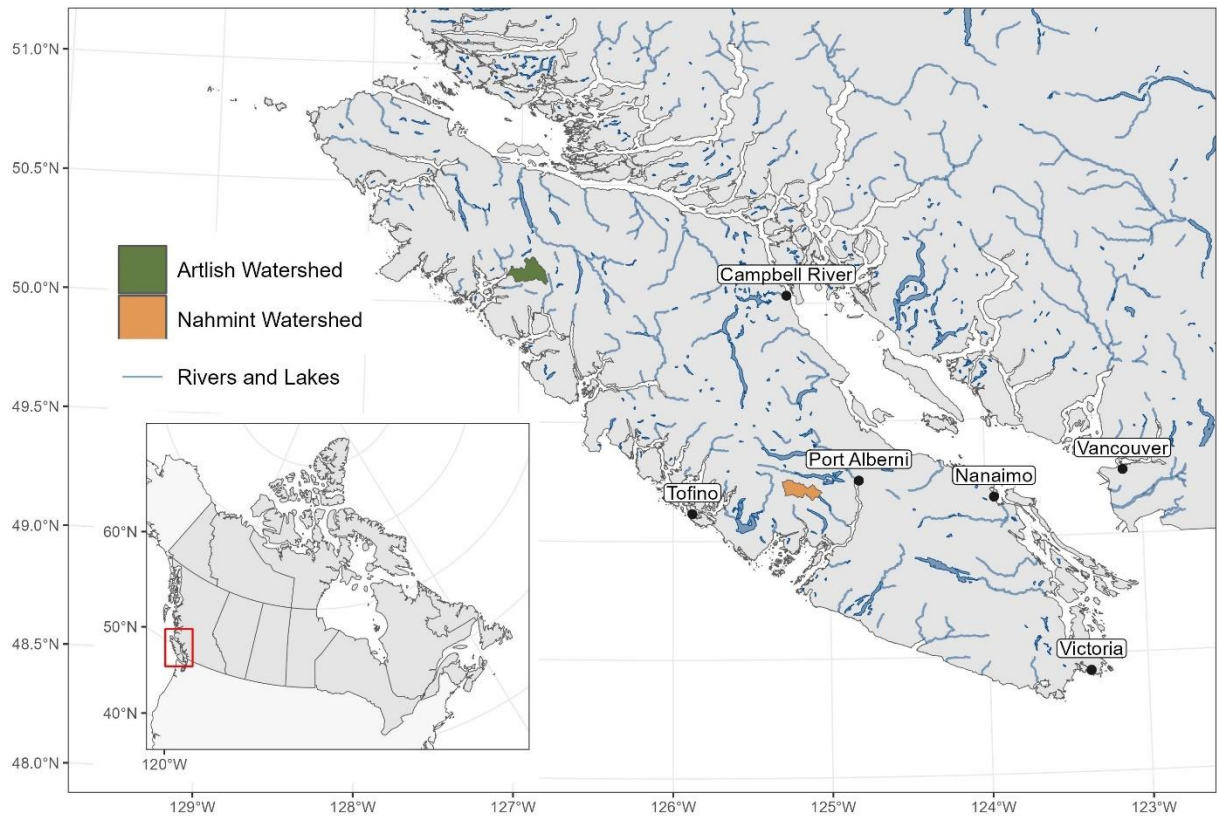 51.0°N
50.5°N
50.0°N
49.5°N
49.0°N
48.5°N
48.0°N
Artlish Watershed
Nahmint Watershed
Rivers and Lakes
Campbell River
Port Alberni
Tofino
Nanaimo
Vancouver
Victoria
60°N
50°N
40°N
120°W
129°W
128°W
127°W
126°W
125°W
124°W
123°W